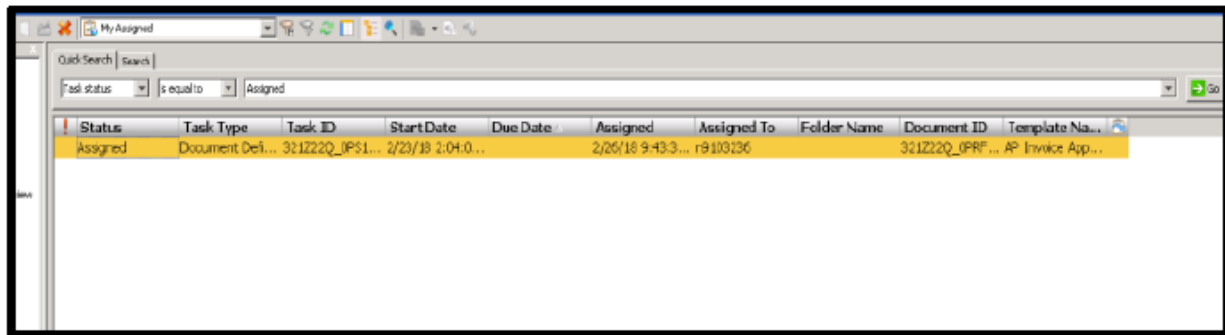 My Assigned
Quick Search Search
Task status is equal to Assigned Go
! Status Task Type Task ID Start Date Due Date Assigned Assigned To Folder Name Document ID Template Na...
Assigned Document Defi... 321Z22Q_0PS1... 2/23/18 2:04:0... 2/26/18 9:43:3... r9103236 321Z22Q_0PRF... AP Invoice App...